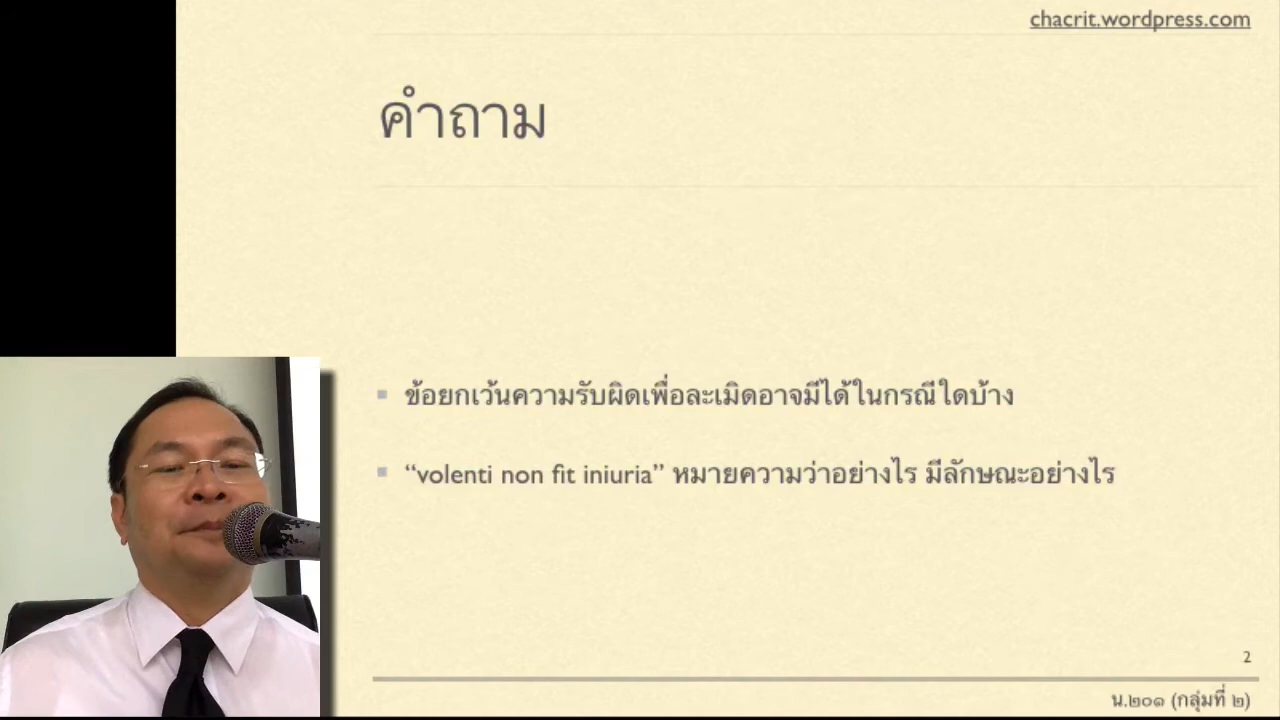 chacrit.wordpress.com
คำถาม
▪ ข้อยกเว้นความรับผิดเพื่อละเมิดอาจมีได้ในกรณีใดบ้าง
▪ “volenti non fit iniuria” หมายความว่าอย่างไร มีลักษณะอย่างไร
2
น.๒๐๑ (กลุ่มที่ ๒)